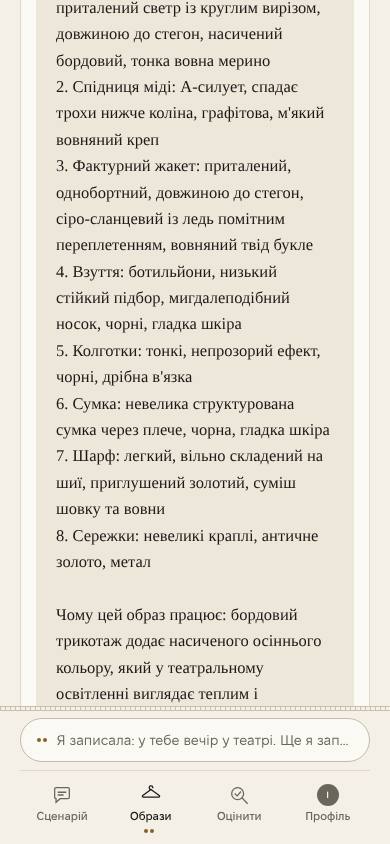 приталений светр із круглим вирізом,
довжиною до стегон, насичений
бордовий, тонка вовна мерино
2. Спідниця міді: А-силует, спадає
трохи нижче коліна, графітова, м'який
вовняний креп
3. Фактурний жакет: приталений,
однобортний, довжиною до стегон,
сіро-сланцевий із ледь помітним
переплетенням, вовняний твід букле
4. Взуття: ботильйони, низький
стійкий підбор, мигдалеподібний
носок, чорні, гладка шкіра
5. Колготки: тонкі, непрозорий ефект,
чорні, дрібна в'язка
6. Сумка: невелика структурована
сумка через плече, чорна, гладка шкіра
7. Шарф: легкий, вільно складений на
шиї, приглушений золотий, суміш
шовку та вовни
8. Сережки: невеликі краплі, античне
золото, метал
Чому цей образ працює: бордовий
трикотаж додає насиченого осіннього
кольору, який у театральному
освітленні виглядає теплим і
Я записала: у тебе вечір у театрі. Ще я зап...
Сценарій
Образи
Оцінити
І
Профіль